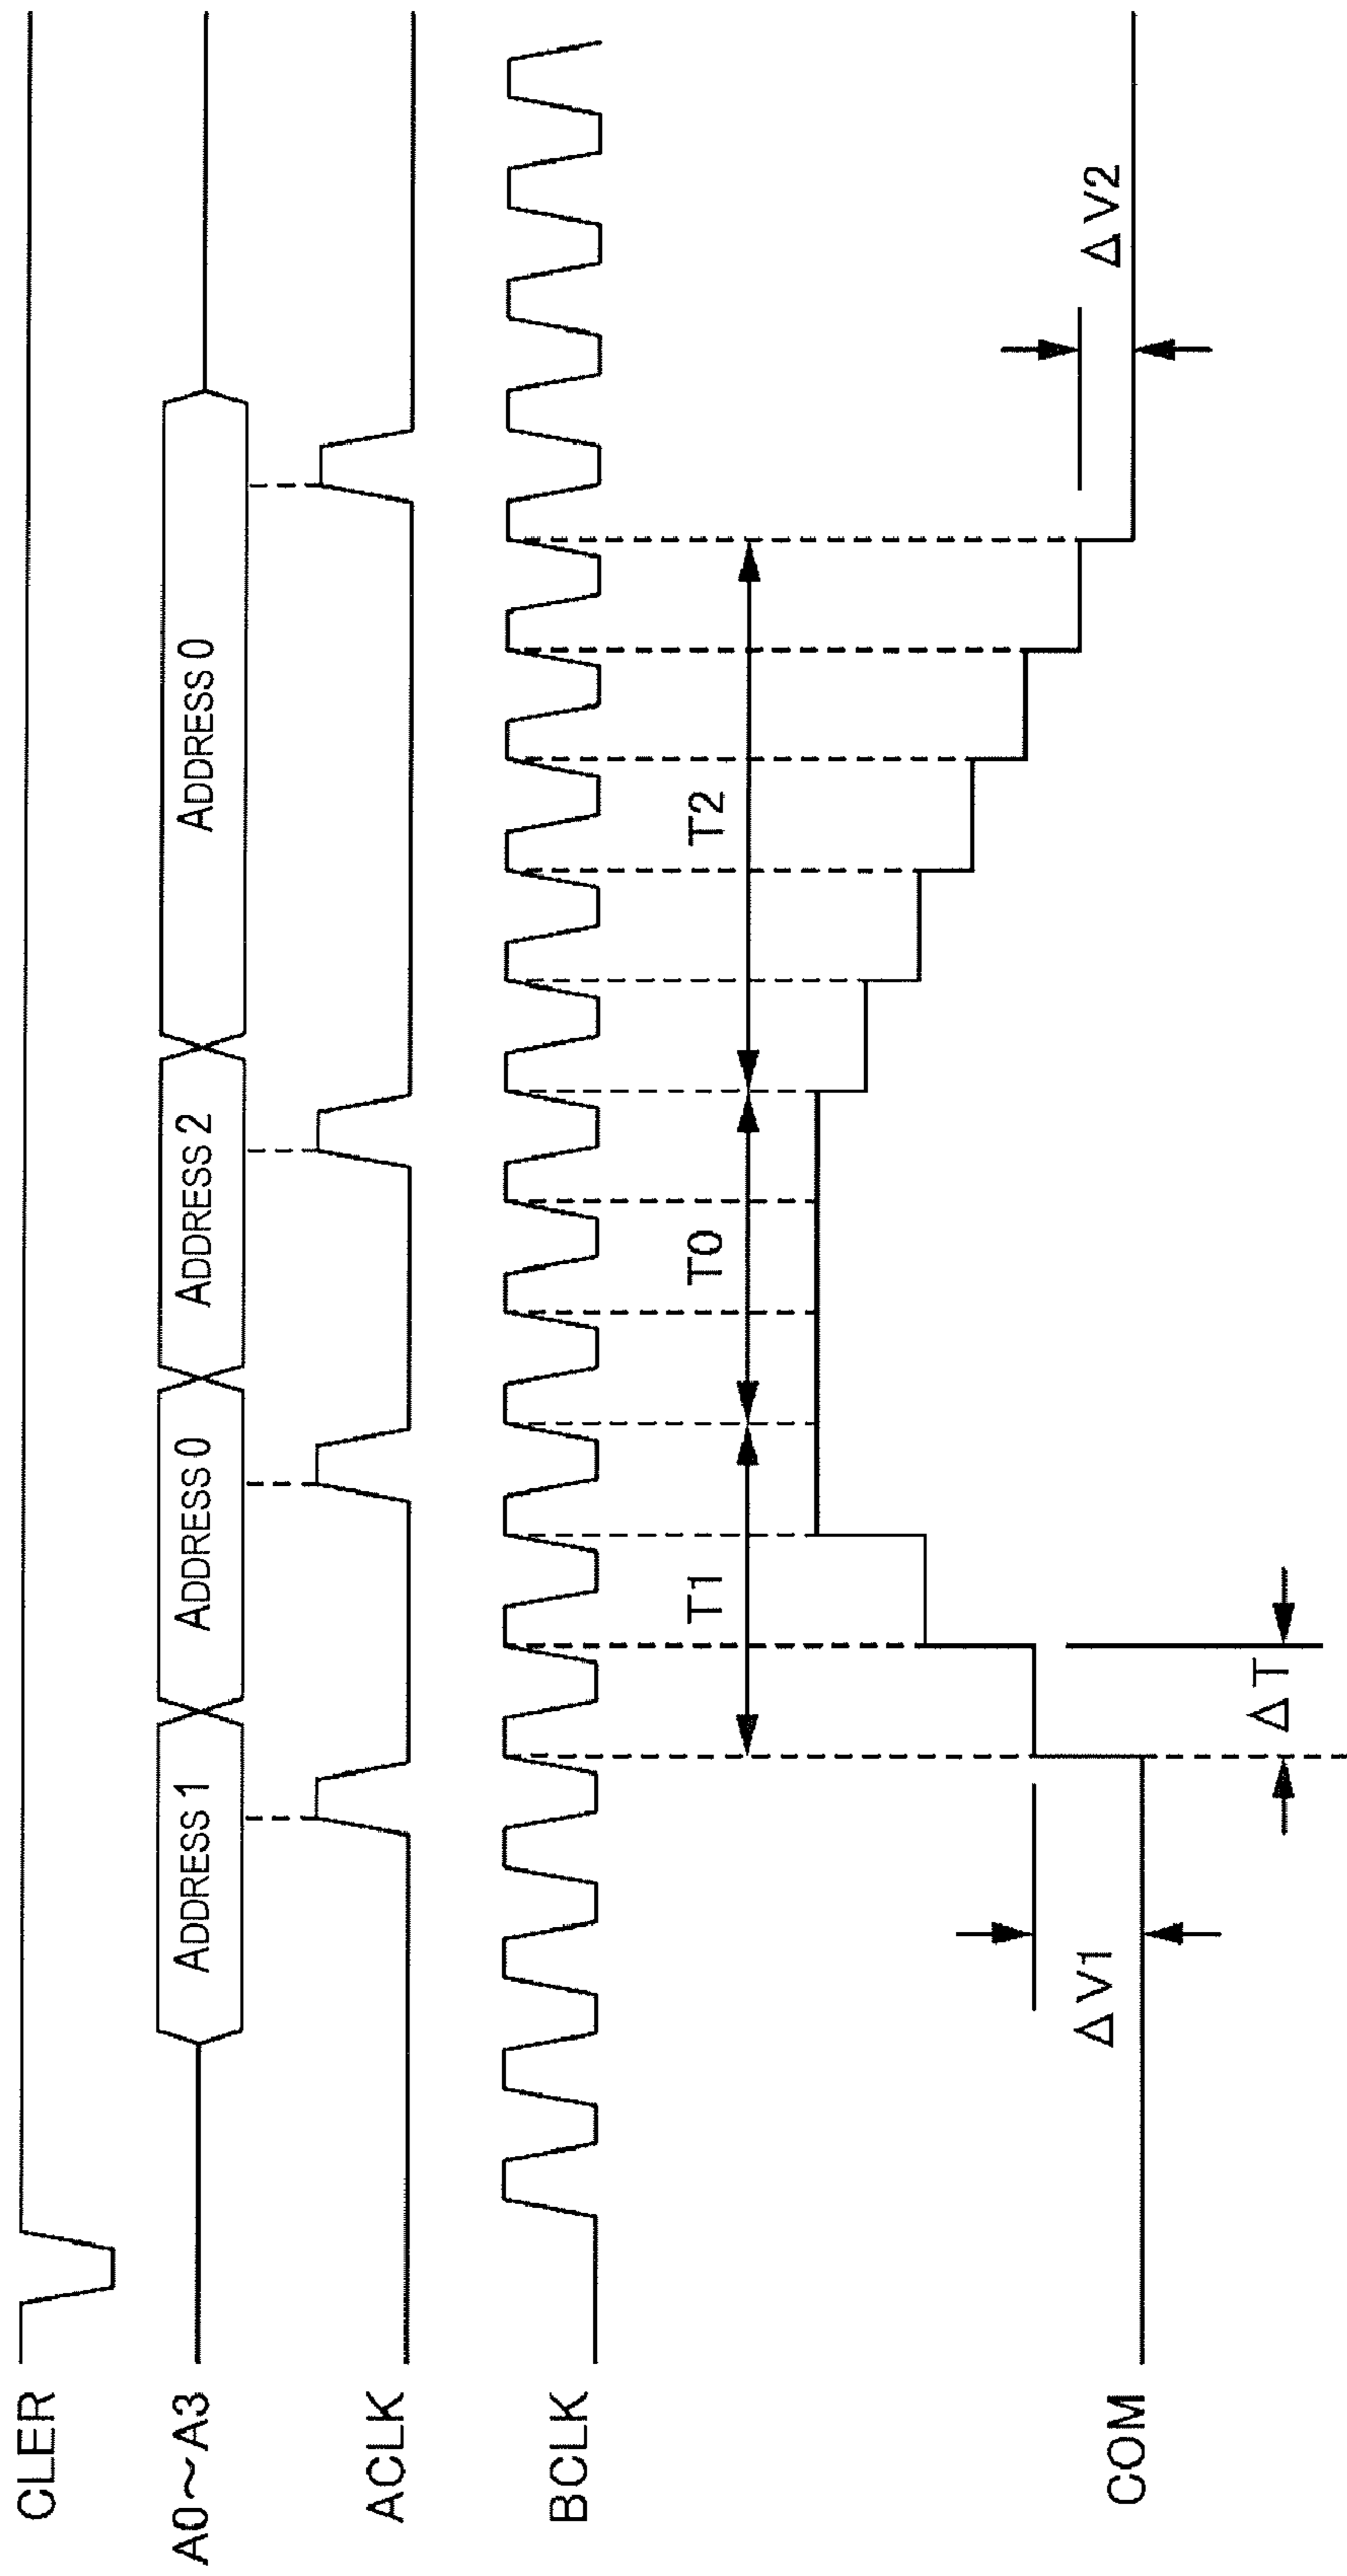 CLER
A0~A3
ADDRESS 1
ADDRESS 0
ADDRESS 2
ADDRESS 0
ACLK
BCLK
T1
T0
T2
COM
ΔV1
ΔT
ΔV2